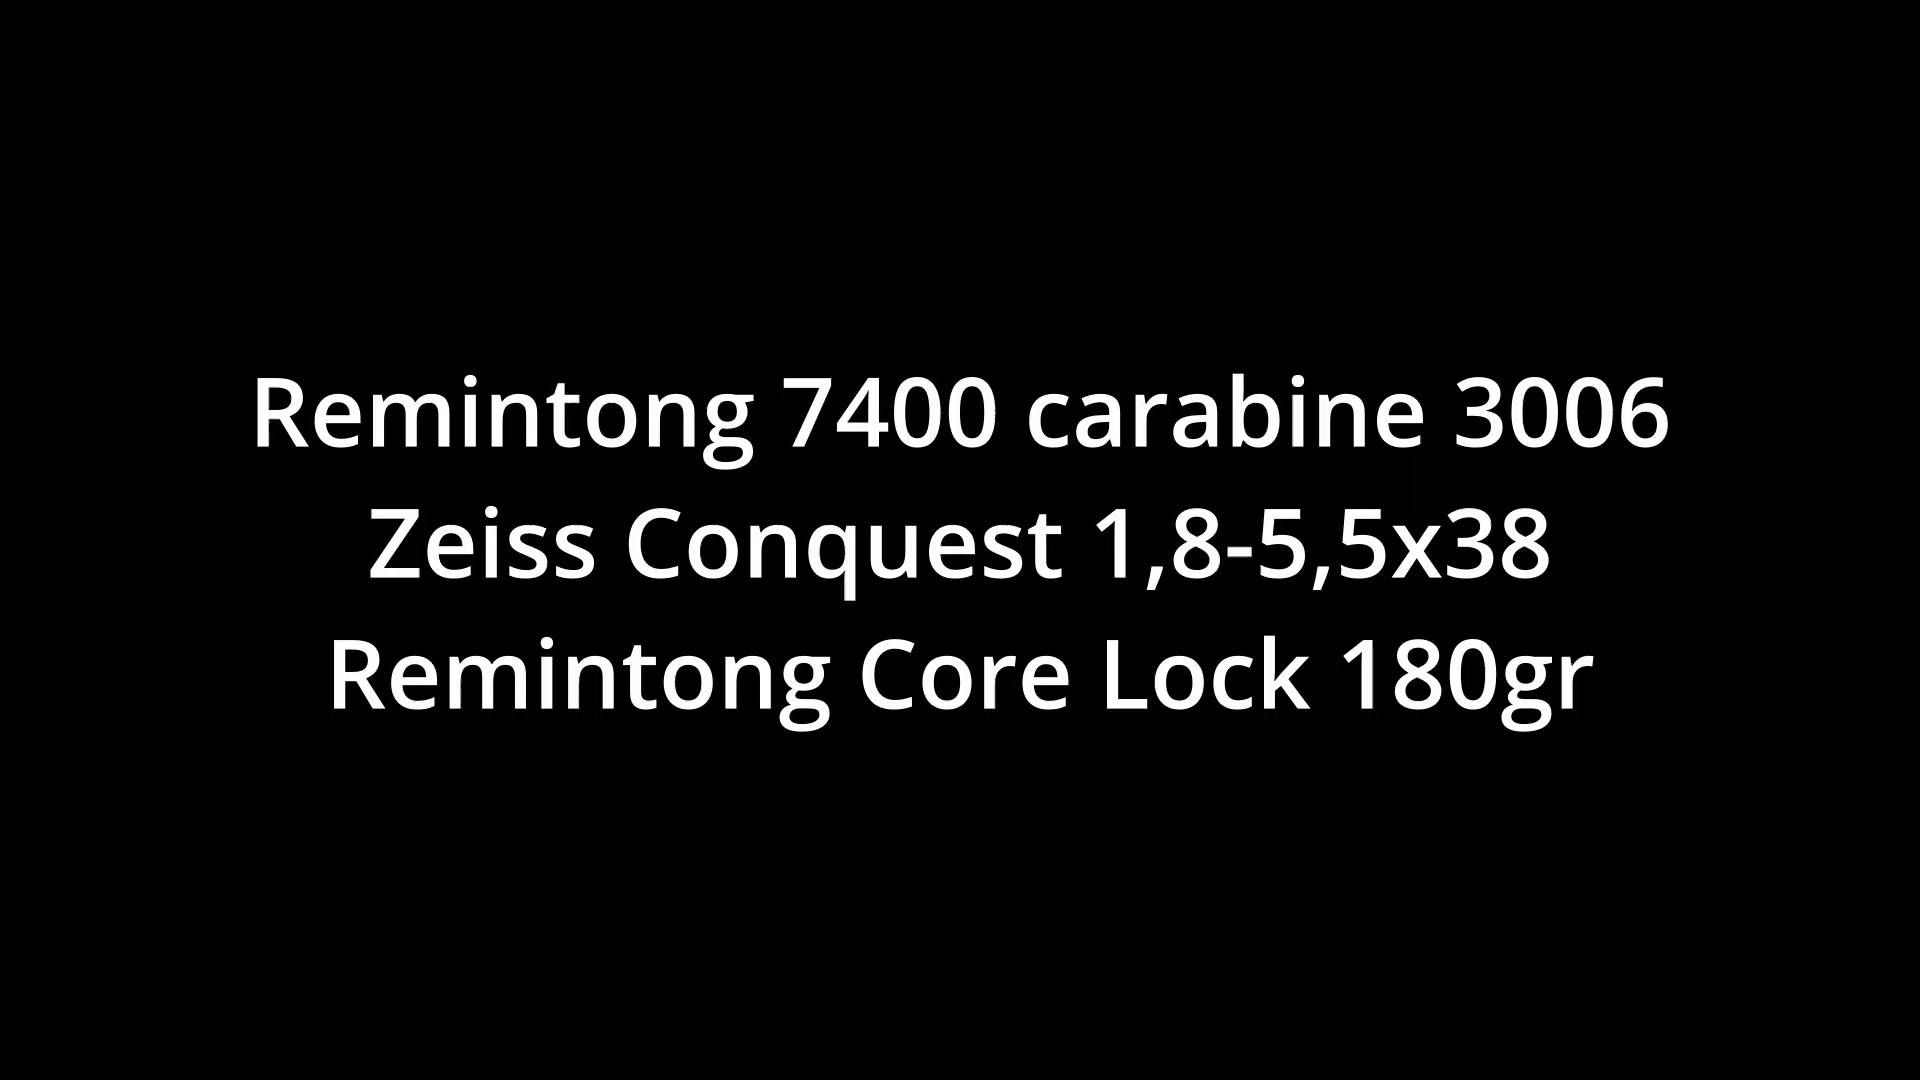 Remintong 7400 carabine 3006
Zeiss Conquest 1,8-5,5x38
Remintong Core Lock 180gr